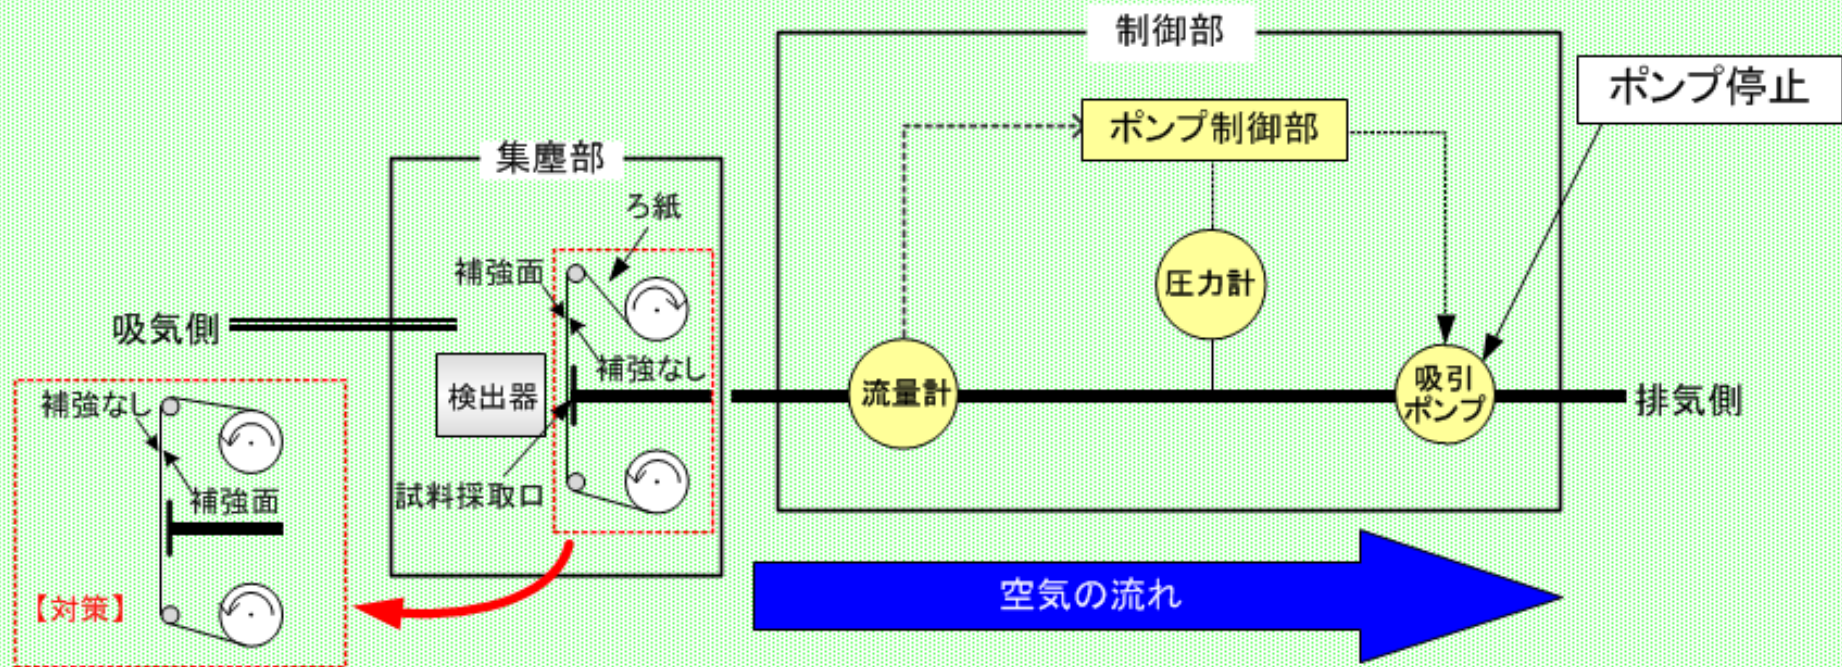 制御部
ポンプ停止
ポンプ制御部
集塵部
ろ紙
補強面
圧力計
吸気側
補強なし
検出器
流量計
吸引
ポンプ
排気側
試料採取口
補強なし
補強面
【対策】
空気の流れ